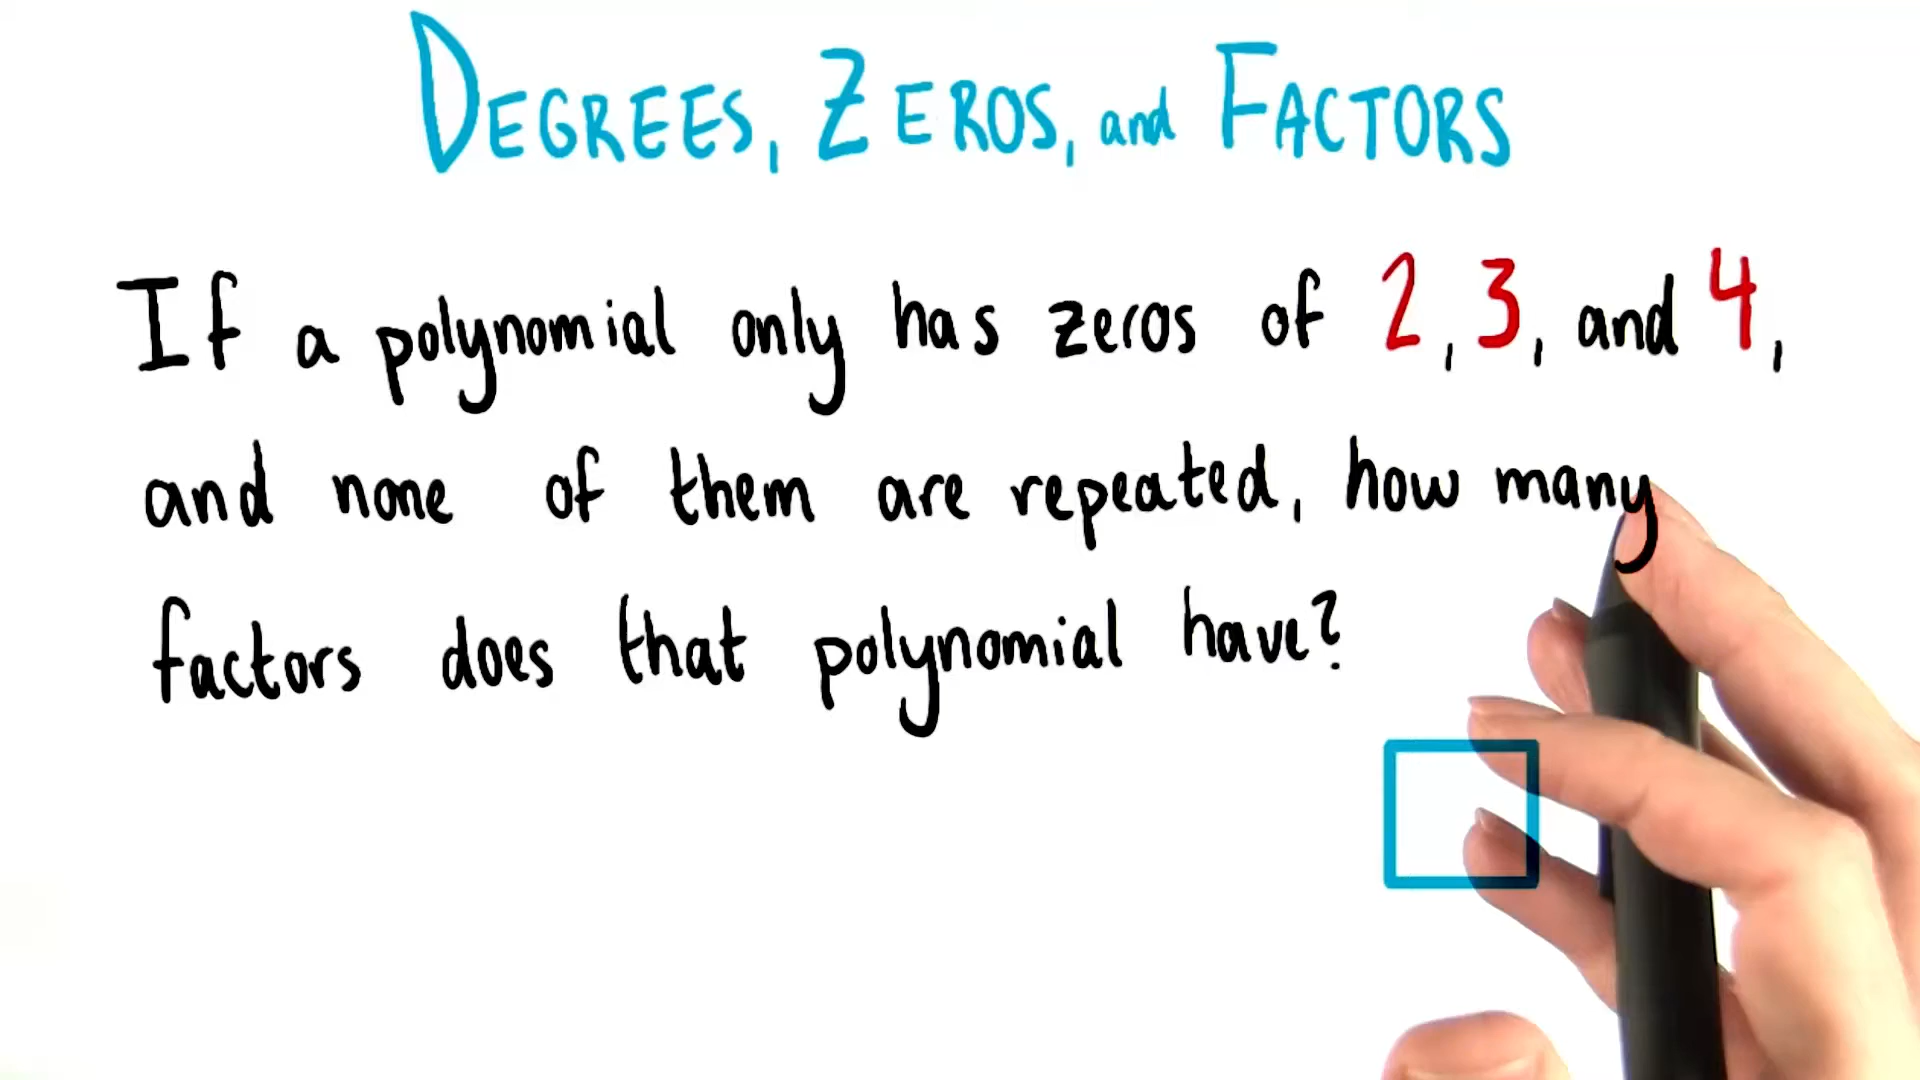 DEGREES, ZEROS, and FACTORS
If a polynomial only has zeros of 2, 3, and 4,
and none of them are repeated, how many
factors does that polynomial have?